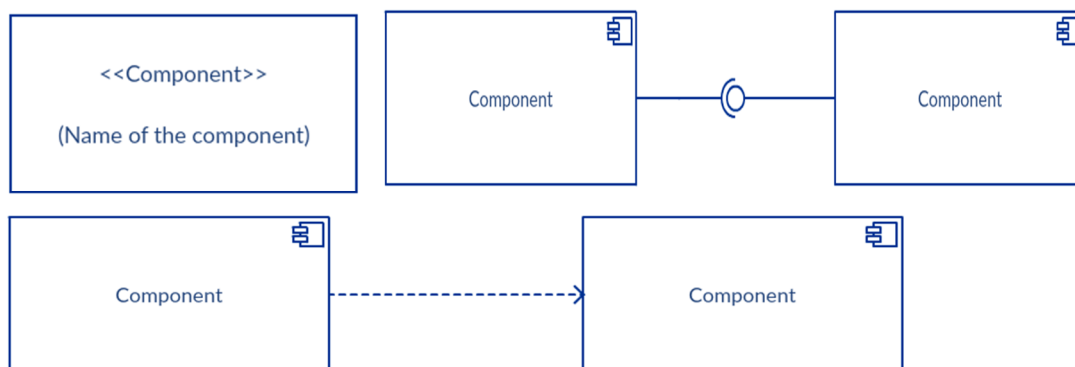 <<Component>>
(Name of the component)
Component
Component
Component
Component